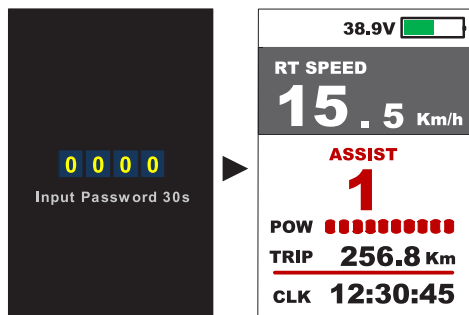 0 0 0 0
Input Password 30s
38.9V
RT SPEED
15.5 Km/h
ASSIST
1
POW
TRIP 256.8 Km
CLK 12:30:45